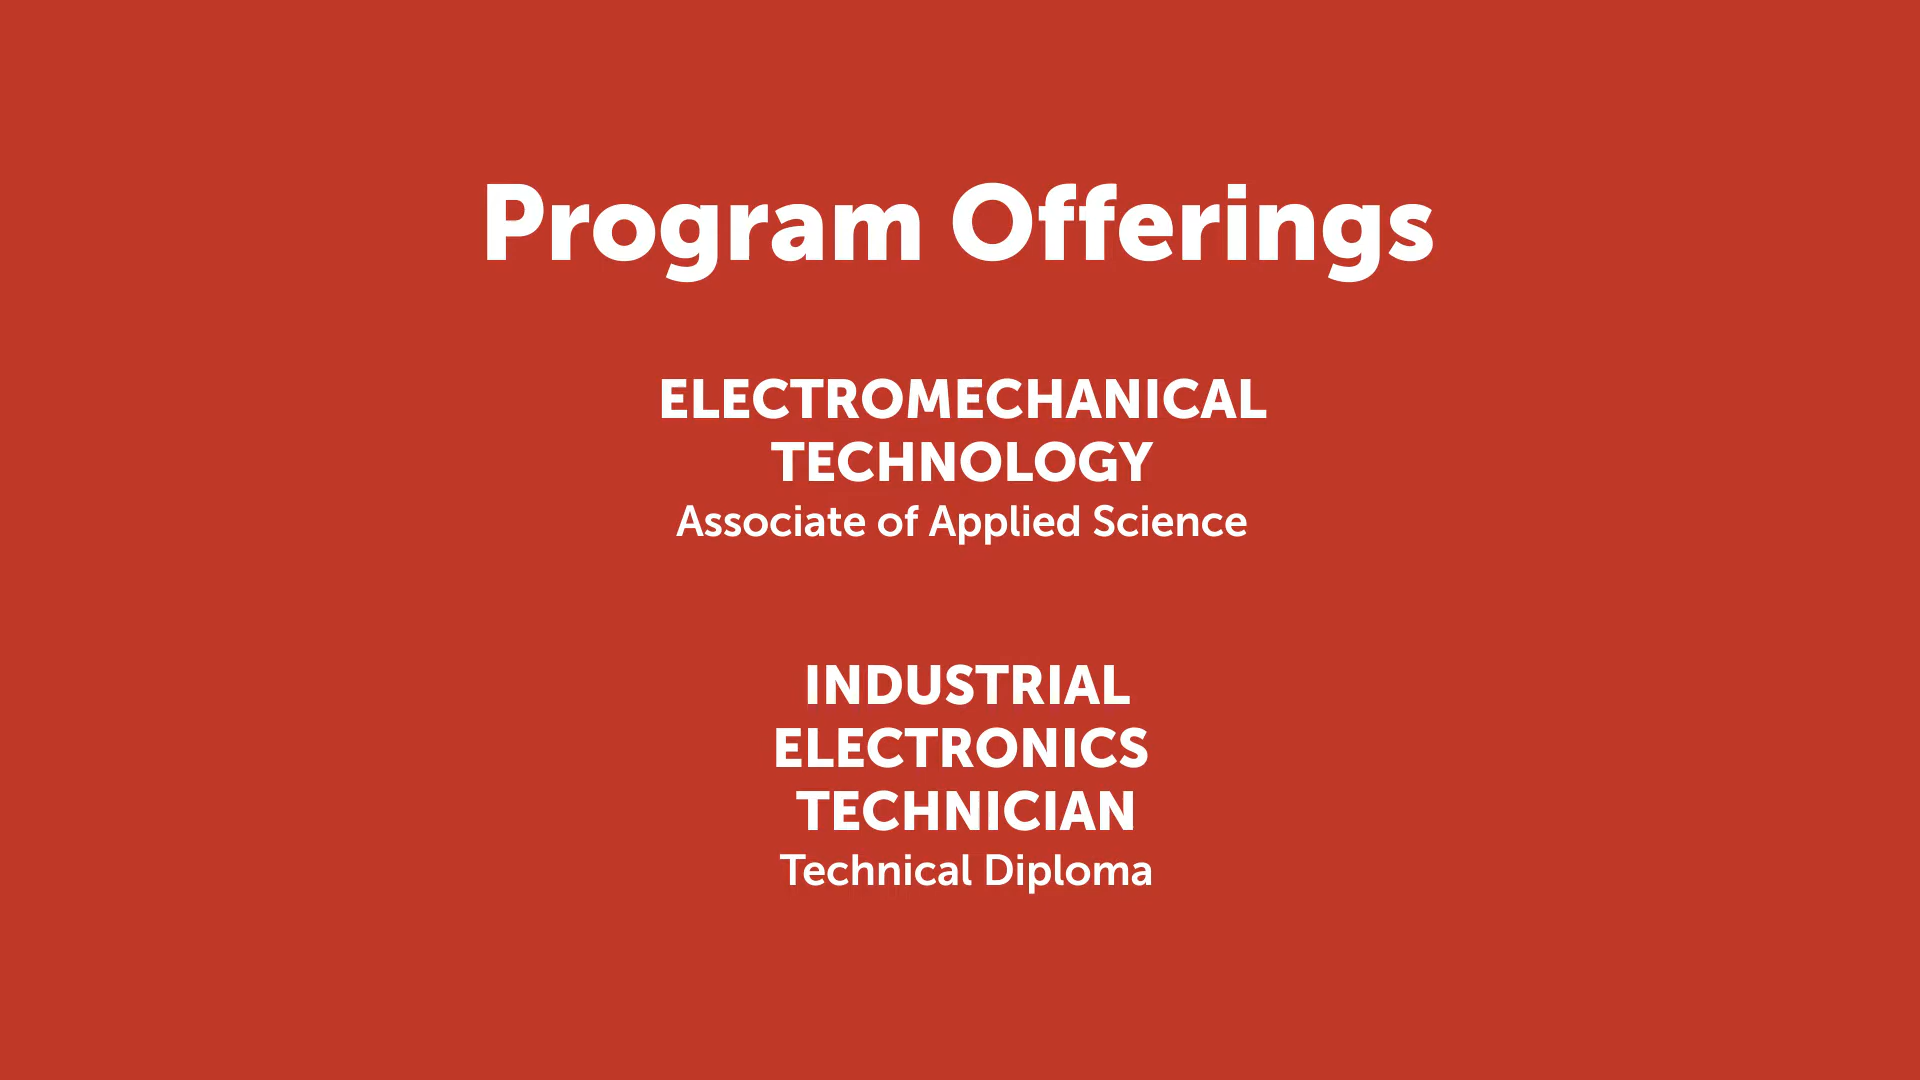 Program Offerings
ELECTROMECHANICAL
TECHNOLOGY
Associate of Applied Science
INDUSTRIAL
ELECTRONICS
TECHNICIAN
Technical Diploma